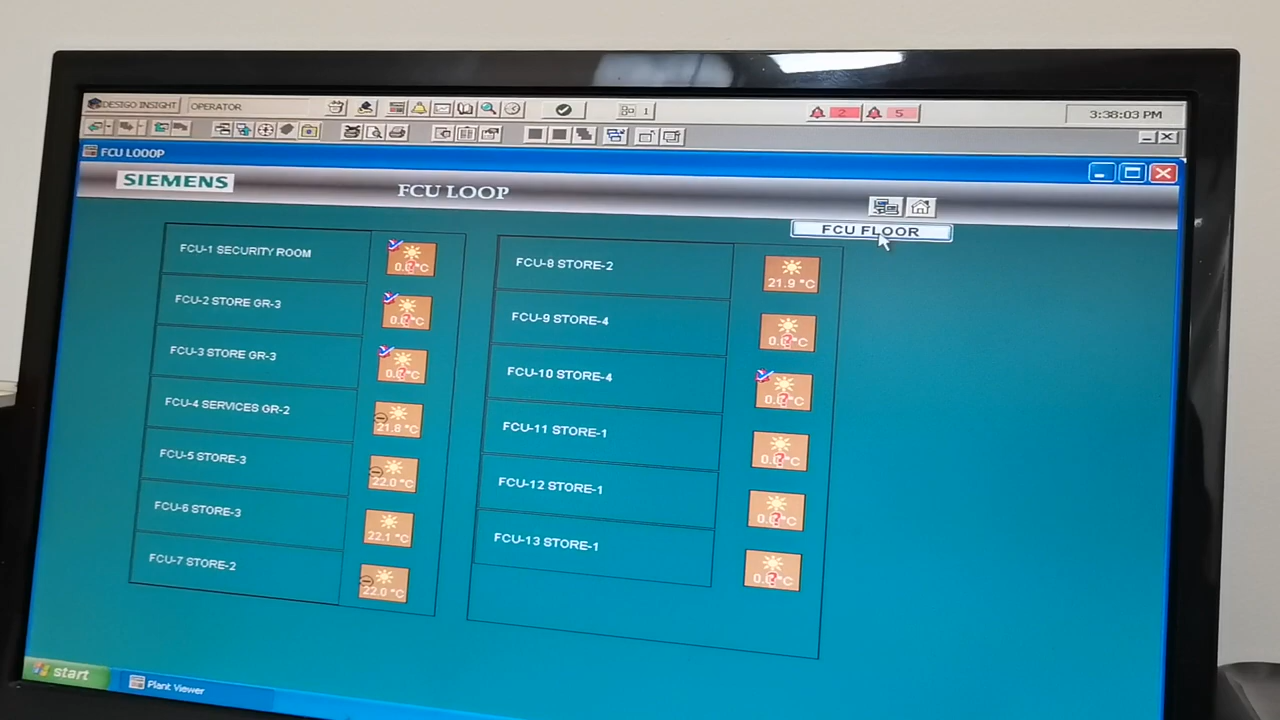 DESIGO INSIGHT
OPERATOR
1
2
5
3:38:03 PM
FCU LOOOP
SIEMENS
FCU LOOP
FCU FLOOR
FCU-1 SECURITY ROOM
0.0 ?°C
FCU-2 STORE GR-3
0.0 ?°C
FCU-3 STORE GR-3
0.0 ?°C
FCU-4 SERVICES GR-2
21.8 °C
FCU-5 STORE-3
22.0 °C
FCU-6 STORE-3
22.1 °C
FCU-7 STORE-2
22.0 °C
FCU-8 STORE-2
21.9 °C
FCU-9 STORE-4
0.0 ?°C
FCU-10 STORE-4
0.0 ?°C
FCU-11 STORE-1
0.0 ?°C
FCU-12 STORE-1
0.0 ?°C
FCU-13 STORE-1
0.0 ?°C
start
Plant Viewer